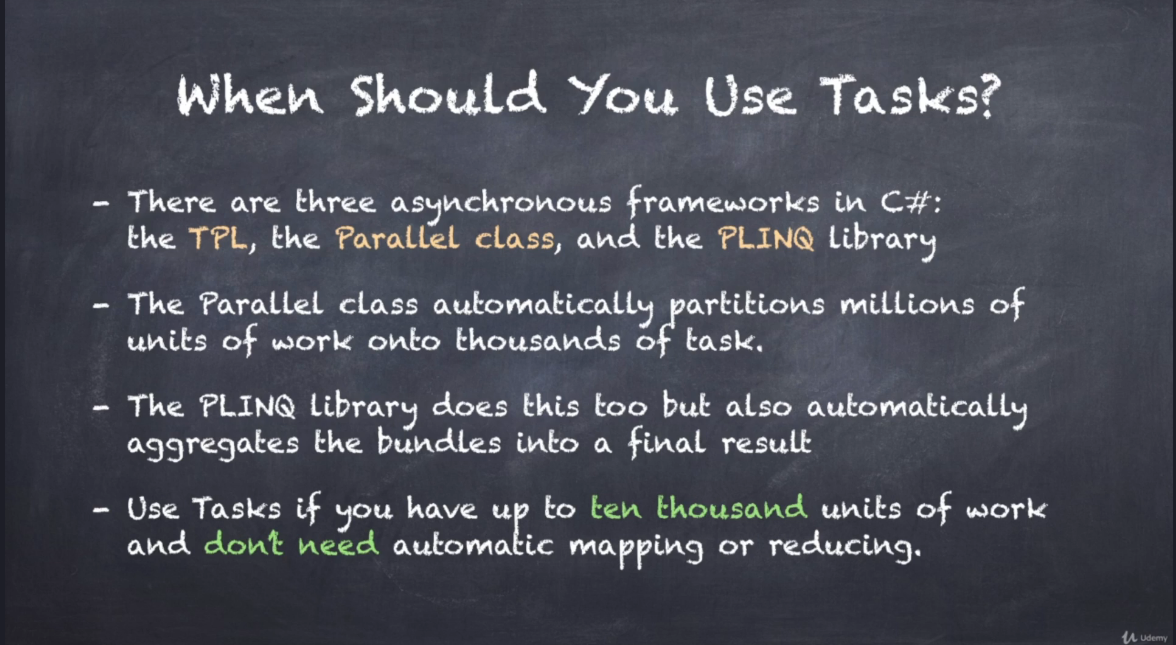 When Should You Use Tasks?
- There are three asynchronous frameworks in C#:
the TPL, the Parallel class, and the PLINQ library
- The Parallel class automatically partitions millions of
units of work onto thousands of task.
- The PLINQ library does this too but also automatically
aggregates the bundles into a final result
- Use Tasks if you have up to ten thousand units of work
and don't need automatic mapping or reducing.
Udemy